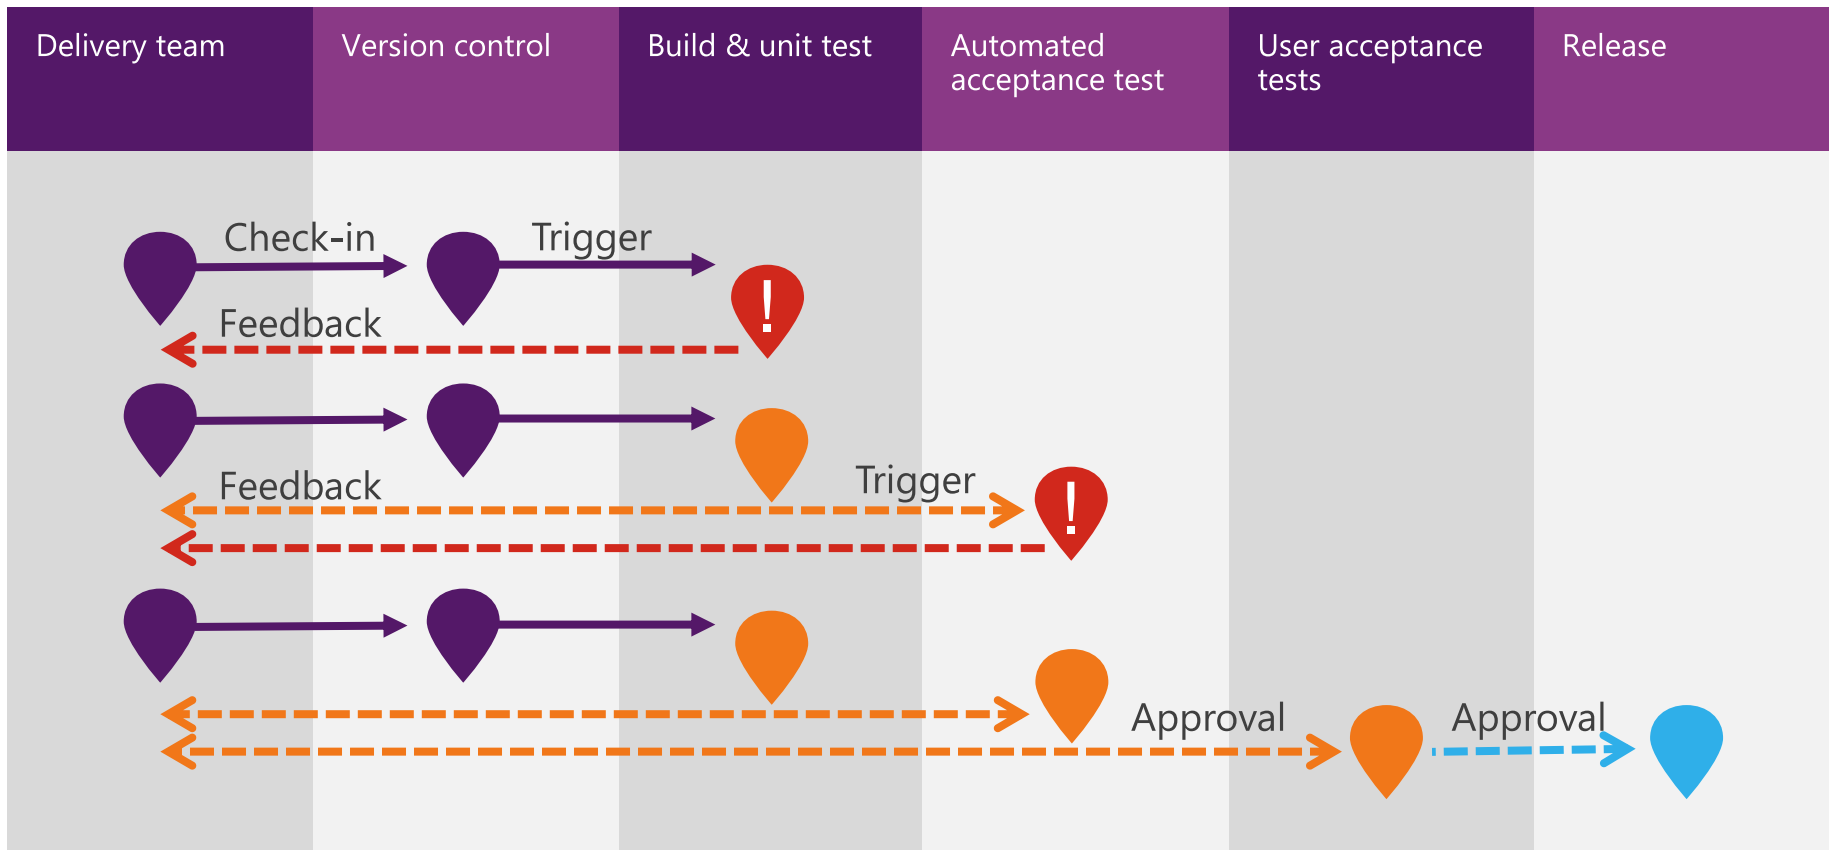 Delivery team
Version control
Build & unit test
Automated
acceptance test
User acceptance
tests
Release
Check-in
Trigger
!
Feedback
Feedback
Trigger
!
Approval
Approval